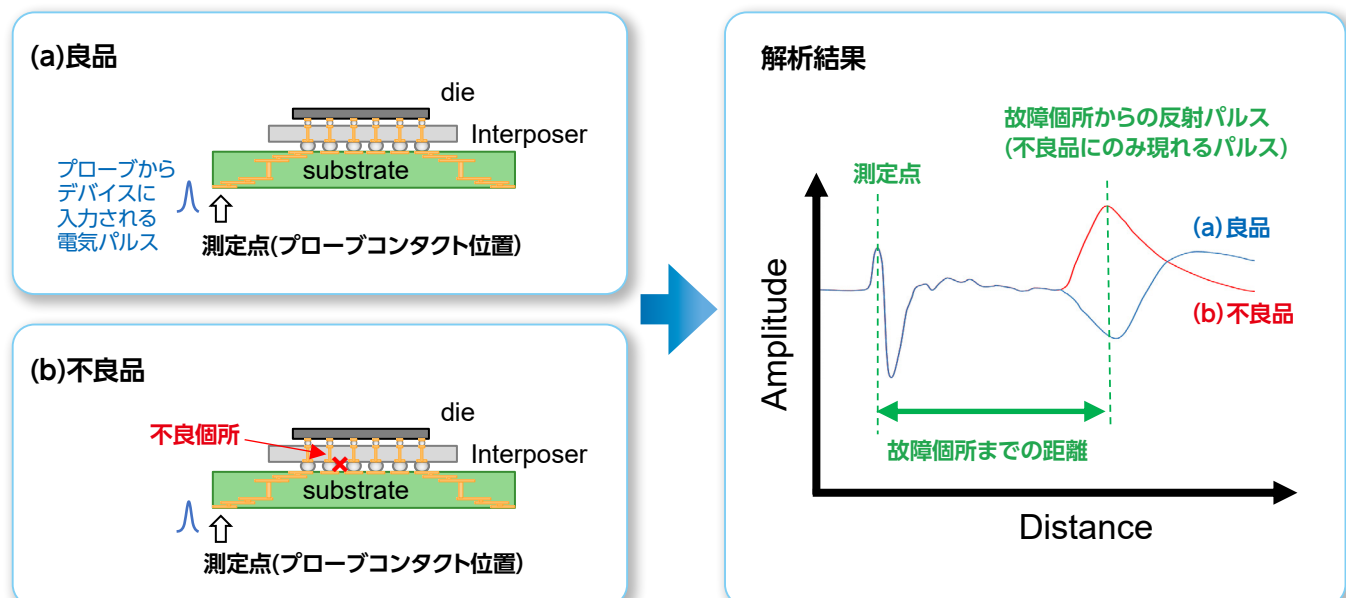 (a)良品
die
Interposer
substrate
プローブから
デバイスに
入力される
電気パルス
測定点(プローブコンタクト位置)
(b)不良品
不良個所
die
Interposer
substrate
測定点(プローブコンタクト位置)
解析結果
故障個所からの反射パルス
(不良品にのみ現れるパルス)
測定点
(a)良品
(b)不良品
故障個所までの距離
Amplitude
Distance